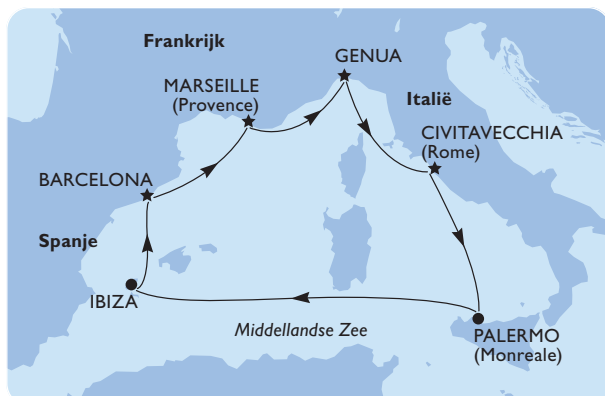 Frankrijk
GENUA
MARSEILLE
(Provence)
Italië
CIVITAVECCHIA
(Rome)
BARCELONA
Spanje
IBIZA
Middellandse Zee
PALERMO
(Monreale)